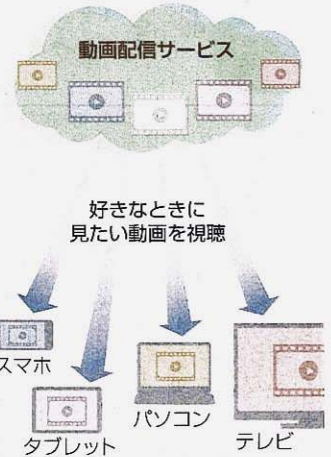 動画配信サービス
好きなときに
見たい動画を視聴
スマホ
タブレット
パソコン
テレビ